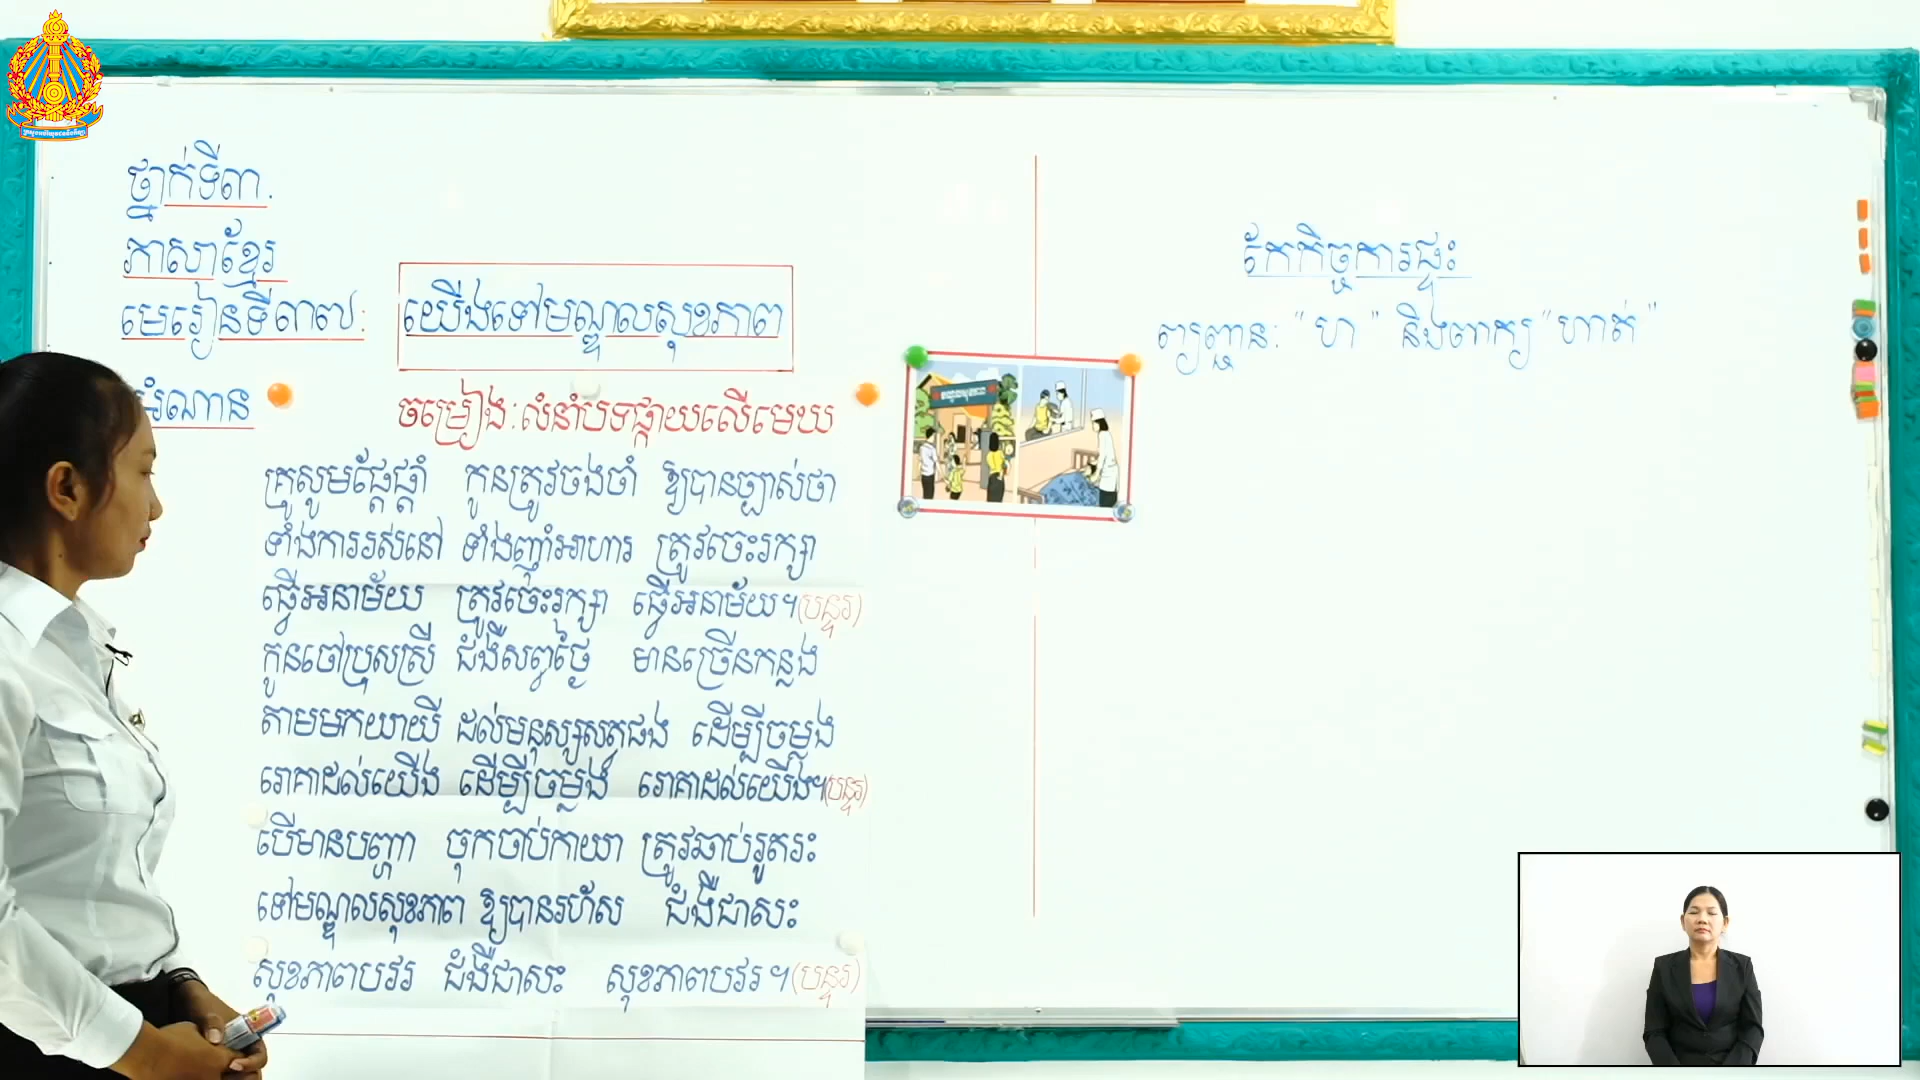 ថ្នាក់ទី៣.
ភាសាខ្មែរ
មេរៀនទី៣៧:
យើងទៅមណ្ឌលសុខភាព
អំណាន
ចម្រៀង: លំនាំបទផ្កាយលើមេឃ
គ្រូសូមផ្ដែផ្ដាំ កូនត្រូវចងចាំ ឱ្យបានច្បាស់ថា
ទាំងការរស់នៅ ទាំងញ៉ាំអាហារ ត្រូវចេះរក្សា
ធ្វើអនាម័យ ត្រូវចេះរក្សា ធ្វើអនាម័យ។(បន្ទរ)
កូនចៅប្រុសស្រី ជំងឺសព្វថ្ងៃ មានច្រើនកន្លង
តាមមកយាយី ដល់មនុស្សសត្វផង ដើម្បីចម្លង
រោគាដល់យើង ដើម្បីចម្លង រោគាដល់យើង។(បន្ទរ)
បើមានបញ្ហា ចុកចាប់កាយា ត្រូវឆាប់រួតរះ
ទៅមណ្ឌលសុខភាព ឱ្យបានរហ័ស ជំងឺជាសះ
សុខភាពបវរ ជំងឺជាសះ សុខភាពបវរ។(បន្ទរ)
កែកិច្ចការផ្ទះ
ព្យញ្ជនៈ "ហ" និងពាក្យ "ហាត់"